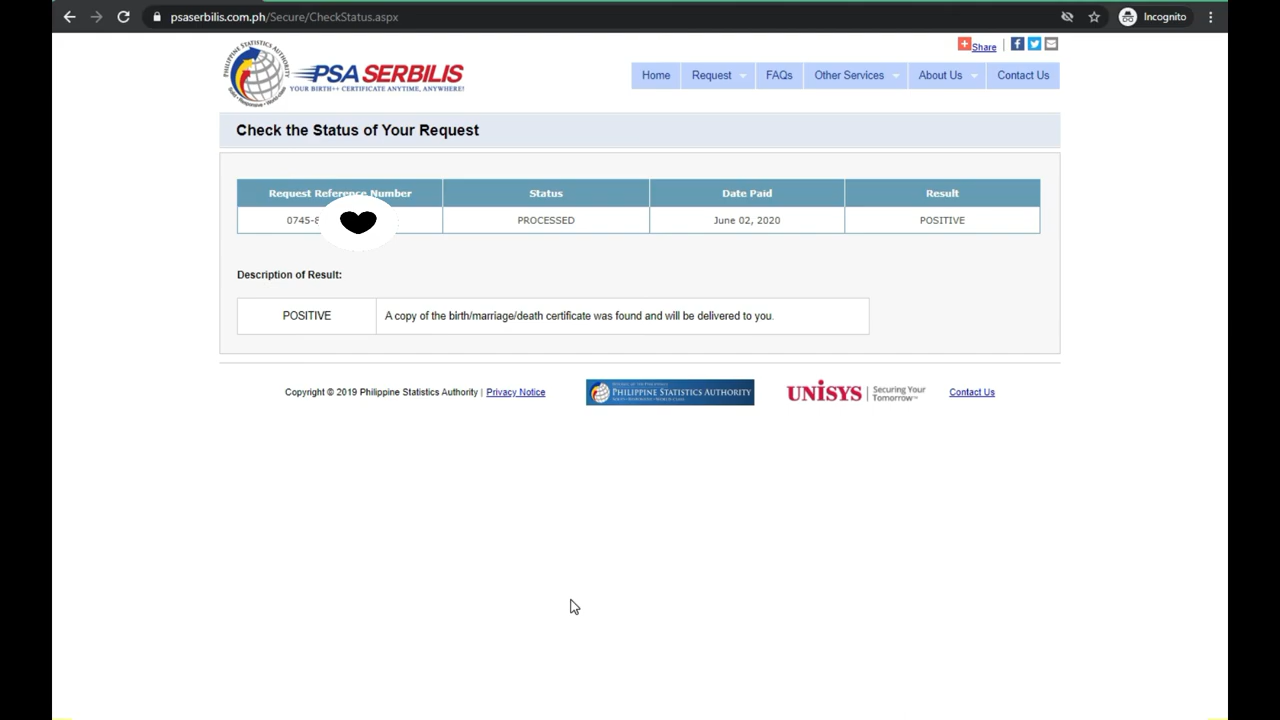 psaserbilis.com.ph/Secure/CheckStatus.aspx
Incognito
Share
PHILIPPINE STATISTICS AUTHORITY
PSA SERBILIS
YOUR BIRTH++ CERTIFICATE ANYTIME, ANYWHERE!
Home Request FAQs Other Services About Us Contact Us
Check the Status of Your Request
Request Reference Number Status Date Paid Result
0745-8 PROCESSED June 02, 2020 POSITIVE
Description of Result:
POSITIVE A copy of the birth/marriage/death certificate was found and will be delivered to you.
Copyright © 2019 Philippine Statistics Authority | Privacy Notice
PHILIPPINE STATISTICS AUTHORITY
UNISYS Securing Your Tomorrow™
Contact Us